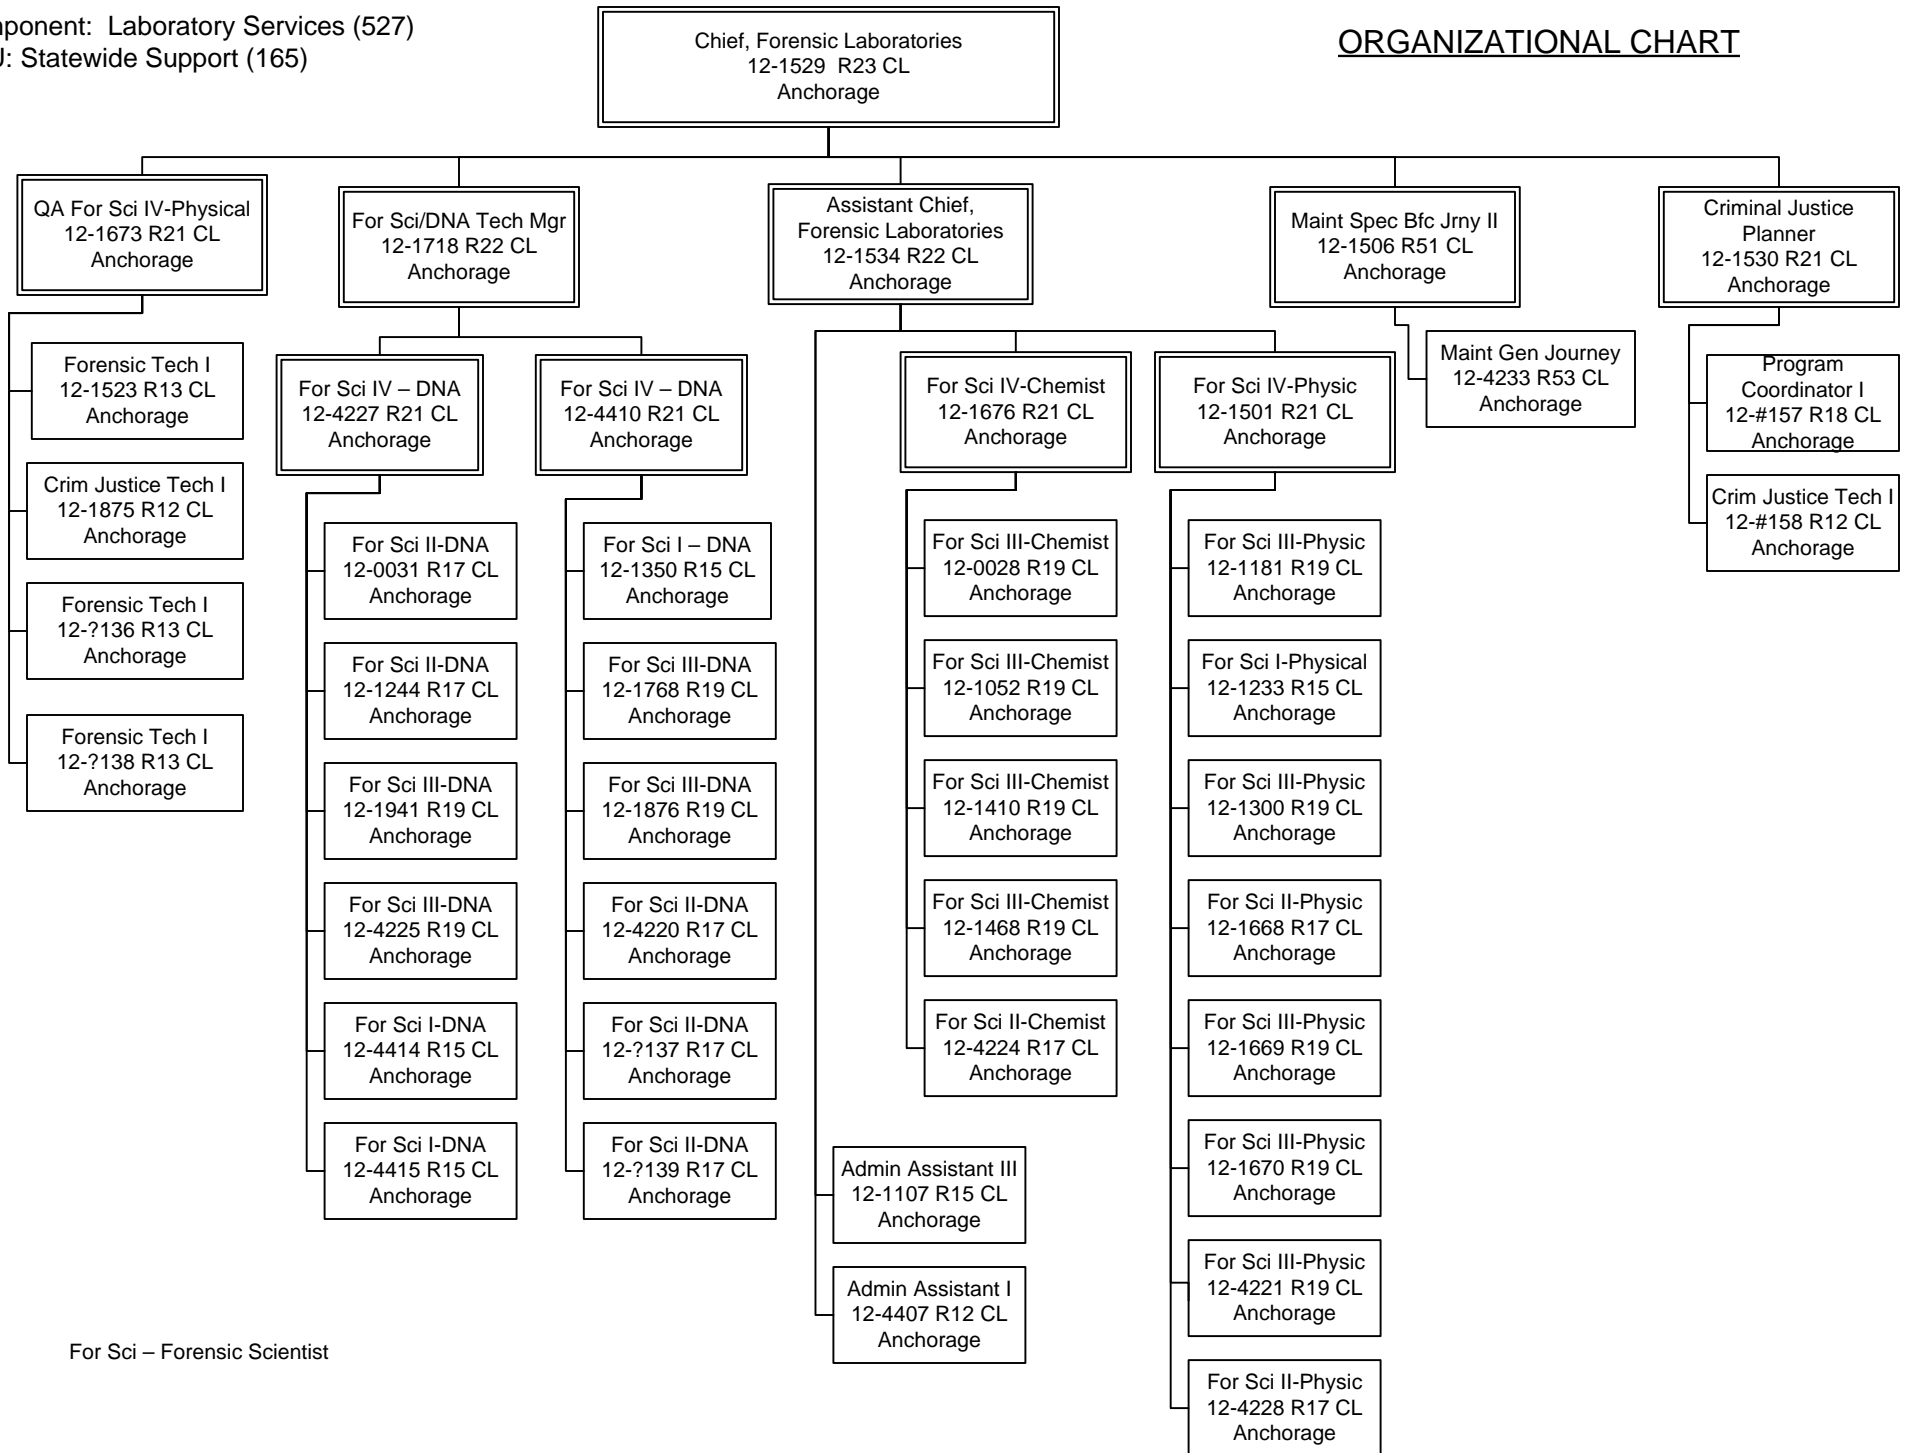 ponent: Laboratory Services (527)
: Statewide Support (165)
ORGANIZATIONAL CHART
Chief, Forensic Laboratories
12-1529 R23 CL
Anchorage
QA For Sci IV-Physical
12-1673 R21 CL
Anchorage
Forensic Tech I
12-1523 R13 CL
Anchorage
Crim Justice Tech I
12-1875 R12 CL
Anchorage
Forensic Tech I
12-?136 R13 CL
Anchorage
Forensic Tech I
12-?138 R13 CL
Anchorage
For Sci/DNA Tech Mgr
12-1718 R22 CL
Anchorage
For Sci IV – DNA
12-4227 R21 CL
Anchorage
For Sci II-DNA
12-0031 R17 CL
Anchorage
For Sci II-DNA
12-1244 R17 CL
Anchorage
For Sci III-DNA
12-1941 R19 CL
Anchorage
For Sci III-DNA
12-4225 R19 CL
Anchorage
For Sci I-DNA
12-4414 R15 CL
Anchorage
For Sci I-DNA
12-4415 R15 CL
Anchorage
For Sci IV – DNA
12-4410 R21 CL
Anchorage
For Sci I – DNA
12-1350 R15 CL
Anchorage
For Sci III-DNA
12-1768 R19 CL
Anchorage
For Sci III-DNA
12-1876 R19 CL
Anchorage
For Sci II-DNA
12-4220 R17 CL
Anchorage
For Sci II-DNA
12-?137 R17 CL
Anchorage
For Sci II-DNA
12-?139 R17 CL
Anchorage
Assistant Chief,
Forensic Laboratories
12-1534 R22 CL
Anchorage
For Sci IV-Chemist
12-1676 R21 CL
Anchorage
For Sci III-Chemist
12-0028 R19 CL
Anchorage
For Sci III-Chemist
12-1052 R19 CL
Anchorage
For Sci III-Chemist
12-1410 R19 CL
Anchorage
For Sci III-Chemist
12-1468 R19 CL
Anchorage
For Sci II-Chemist
12-4224 R17 CL
Anchorage
Admin Assistant III
12-1107 R15 CL
Anchorage
Admin Assistant I
12-4407 R12 CL
Anchorage
For Sci IV-Physic
12-1501 R21 CL
Anchorage
For Sci III-Physic
12-1181 R19 CL
Anchorage
For Sci I-Physical
12-1233 R15 CL
Anchorage
For Sci III-Physic
12-1300 R19 CL
Anchorage
For Sci II-Physic
12-1668 R17 CL
Anchorage
For Sci III-Physic
12-1669 R19 CL
Anchorage
For Sci III-Physic
12-1670 R19 CL
Anchorage
For Sci III-Physic
12-4221 R19 CL
Anchorage
For Sci II-Physic
12-4228 R17 CL
Anchorage
Maint Spec Bfc Jrny II
12-1506 R51 CL
Anchorage
Maint Gen Journey
12-4233 R53 CL
Anchorage
Criminal Justice
Planner
12-1530 R21 CL
Anchorage
Program
Coordinator I
12-#157 R18 CL
Anchorage
Crim Justice Tech I
12-#158 R12 CL
Anchorage
For Sci – Forensic Scientist